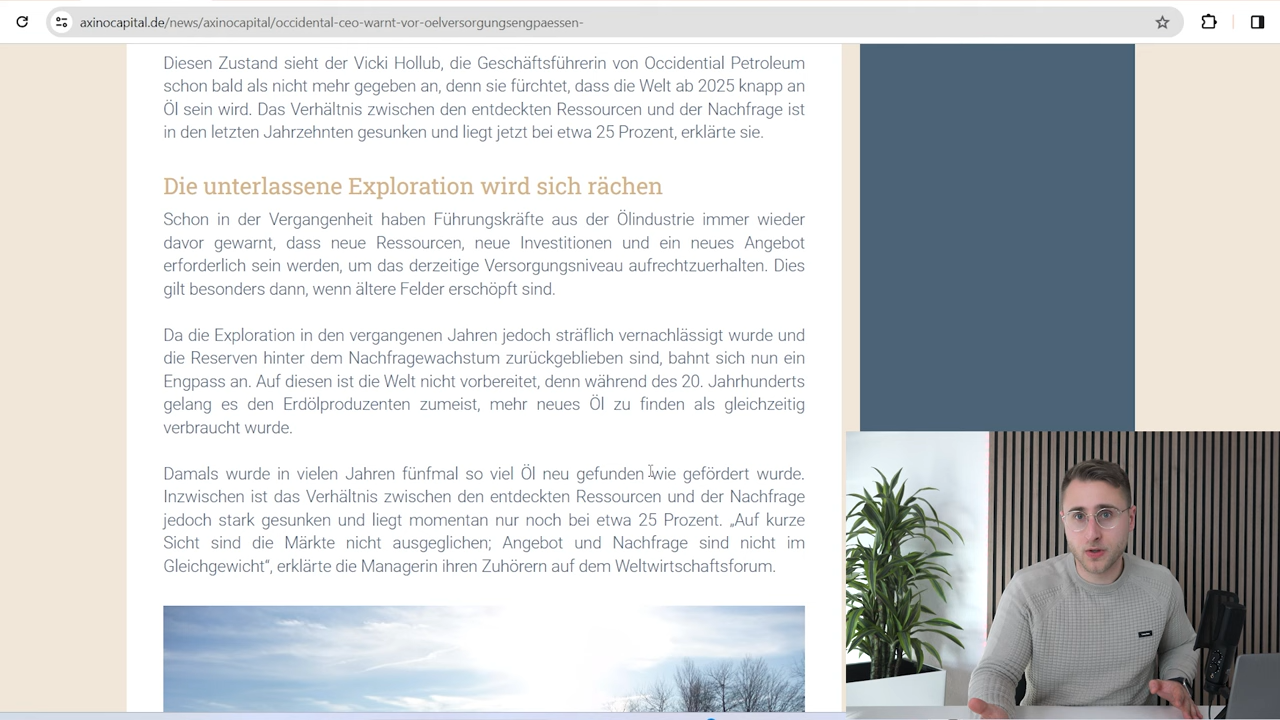 axinocapital.de/news/axinocapital/occidental-ceo-warnt-vor-oelversorgungsengpaessen-
Diesen Zustand sieht der Vicki Hollub, die Geschäftsführerin von Occidential Petroleum
schon bald als nicht mehr gegeben an, denn sie fürchtet, dass die Welt ab 2025 knapp an
Öl sein wird. Das Verhältnis zwischen den entdeckten Ressourcen und der Nachfrage ist
in den letzten Jahrzehnten gesunken und liegt jetzt bei etwa 25 Prozent, erklärte sie.
Die unterlassene Exploration wird sich rächen
Schon in der Vergangenheit haben Führungskräfte aus der Ölindustrie immer wieder
davor gewarnt, dass neue Ressourcen, neue Investitionen und ein neues Angebot
erforderlich sein werden, um das derzeitige Versorgungsniveau aufrechtzuerhalten. Dies
gilt besonders dann, wenn ältere Felder erschöpft sind.
Da die Exploration in den vergangenen Jahren jedoch sträflich vernachlässigt wurde und
die Reserven hinter dem Nachfragewachstum zurückgeblieben sind, bahnt sich nun ein
Engpass an. Auf diesen ist die Welt nicht vorbereitet, denn während des 20. Jahrhunderts
gelang es den Erdölproduzenten zumeist, mehr neues Öl zu finden als gleichzeitig
verbraucht wurde.
Damals wurde in vielen Jahren fünfmal so viel Öl neu gefunden wie gefördert wurde.
Inzwischen ist das Verhältnis zwischen den entdeckten Ressourcen und der Nachfrage
jedoch stark gesunken und liegt momentan nur noch bei etwa 25 Prozent. „Auf kurze
Sicht sind die Märkte nicht ausgeglichen; Angebot und Nachfrage sind nicht im
Gleichgewicht“, erklärte die Managerin ihren Zuhörern auf dem Weltwirtschaftsforum.